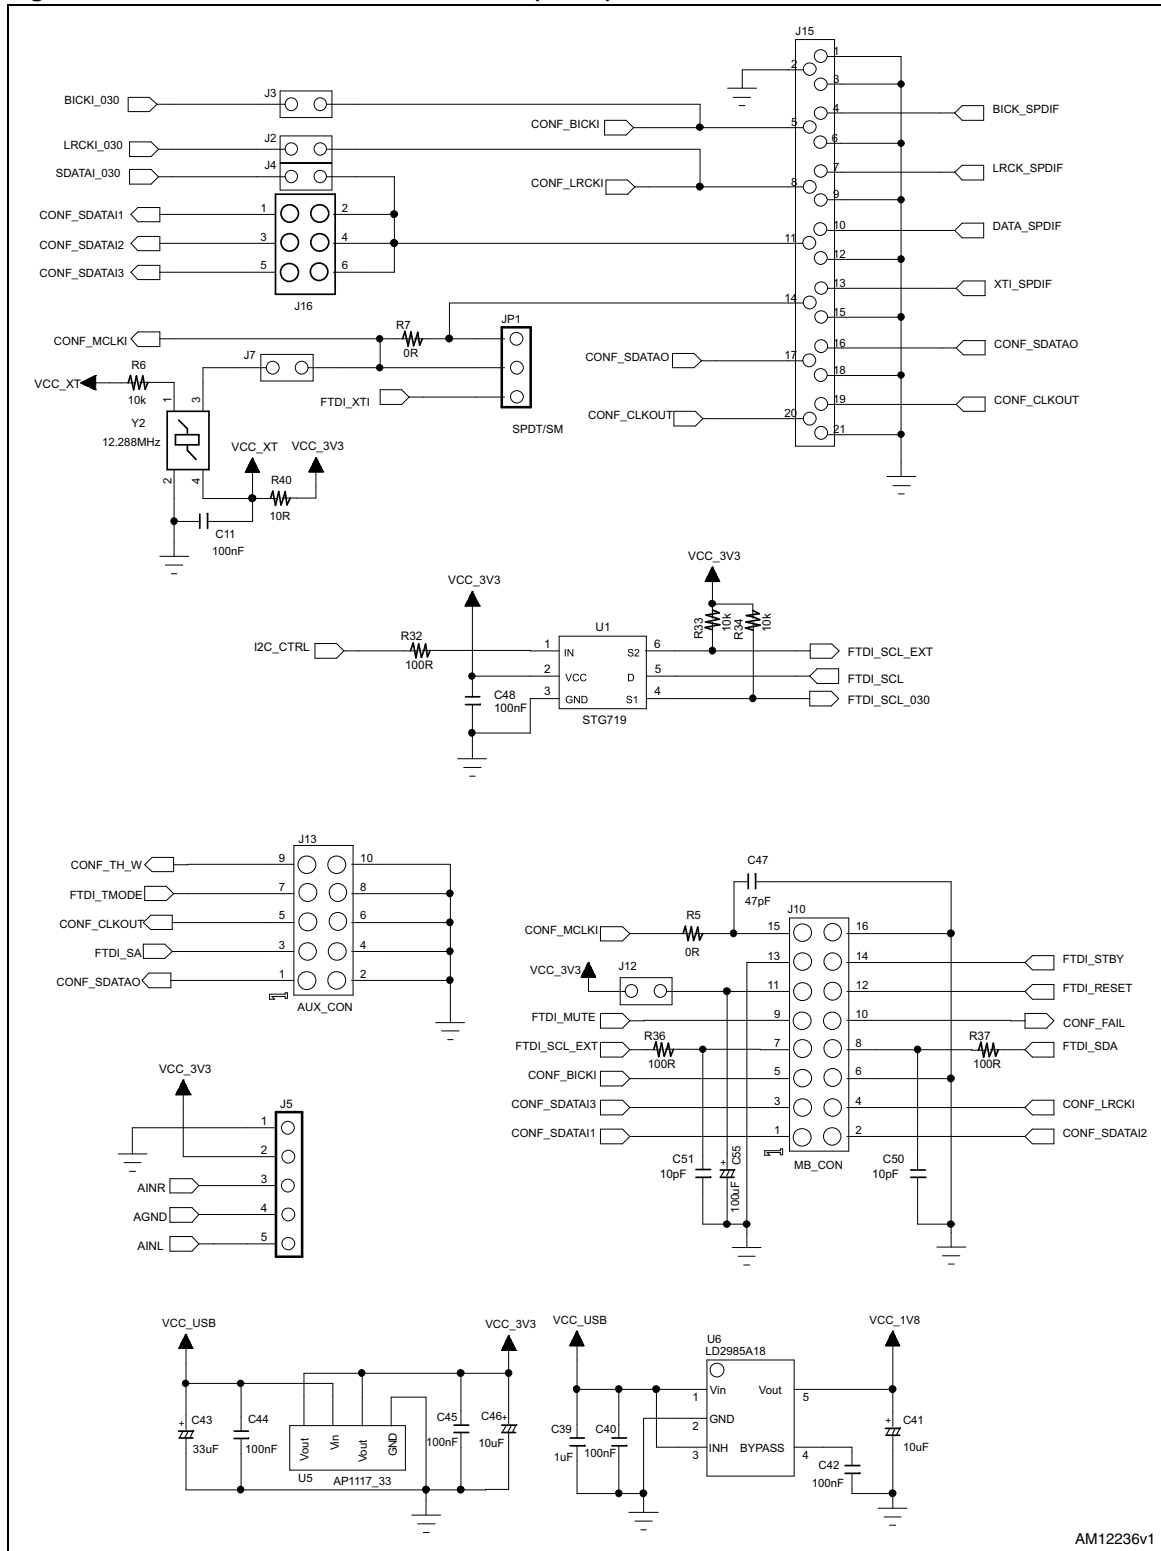 J15
1
2
3
BICKI_030
J3
CONF_BICKI
4
BICK_SPDIF
5
6
LRCKI_030
J2
SDATAI_030
J4
CONF_LRCKI
7
LRCK_SPDIF
8
9
CONF_SDATAI1
1
2
CONF_SDATAI2
3
4
CONF_SDATAI3
5
6
J16
10
DATA_SPDIF
11
12
13
XTI_SPDIF
14
15
CONF_MCLKI
R7
0R
JP1
J7
FTDI_XTI
SPDT/SM
CONF_SDATAO
16
CONF_SDATAO
17
18
CONF_CLKOUT
19
CONF_CLKOUT
20
21
VCC_XT
R6
10k
1
3
Y2
12.288MHz
2
4
VCC_XT
VCC_3V3
R40
10R
C11
100nF
VCC_3V3
VCC_3V3
I2C_CTRL
R32
100R
U1
1
IN
S2
6
2
VCC
D
5
3
GND
S1
4
STG719
C48
100nF
R33
10k
R34
10k
FTDI_SCL_EXT
FTDI_SCL
FTDI_SCL_030
J13
CONF_TH_W
9
10
FTDI_TMODE
7
8
CONF_CLKOUT
5
6
FTDI_SA
3
4
CONF_SDATAO
1
2
AUX_CON
C47
47pF
J10
CONF_MCLKI
R5
0R
15
16
13
14
FTDI_STBY
VCC_3V3
J12
11
12
FTDI_RESET
FTDI_MUTE
9
10
CONF_FAIL
FTDI_SCL_EXT
R36
100R
7
8
R37
100R
FTDI_SDA
CONF_BICKI
5
6
CONF_SDATAI3
3
4
CONF_LRCKI
CONF_SDATAI1
1
2
CONF_SDATAI2
MB_CON
C51
10pF
+
C55
100uF
C50
10pF
VCC_3V3
J5
1
2
AINR
3
AGND
4
AINL
5
VCC_USB
VCC_3V3
+
C43
33uF
C44
100nF
Vout
Vin
Vout
GND
U5
AP1117_33
C45
100nF
C46
+
10uF
VCC_USB
VCC_1V8
U6
LD2985A18
1
Vin
Vout
5
2
GND
3
INH
BYPASS
4
C39
1uF
C40
100nF
C42
100nF
+
C41
10uF
AM12236v1